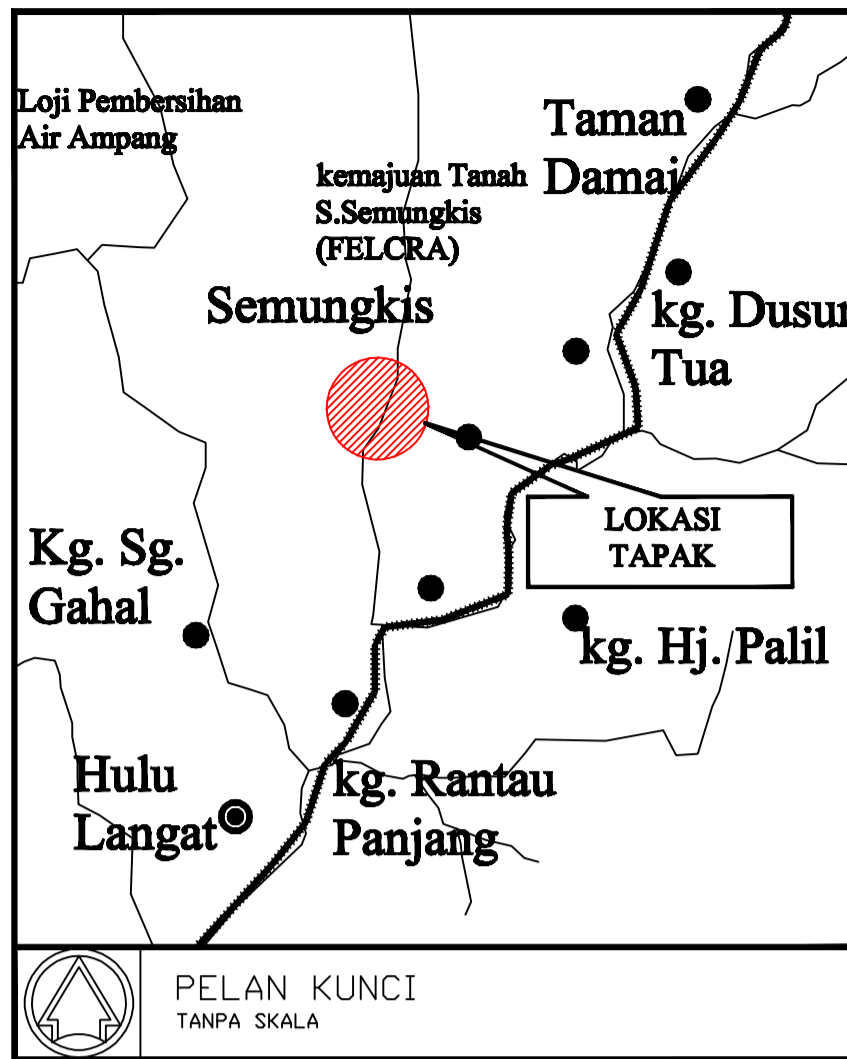 Loji Pembersihan
Air Ampang
Taman
Damai
kemajuan Tanah
S.Semungkis
(FELCRA)
Semungkis
kg. Dusun
Tua
LOKASI
TAPAK
Kg. Sg.
Gahal
kg. Hj. Palil
Hulu
Langat
kg. Rantau
Panjang
PELAN KUNCI
TANPA SKALA